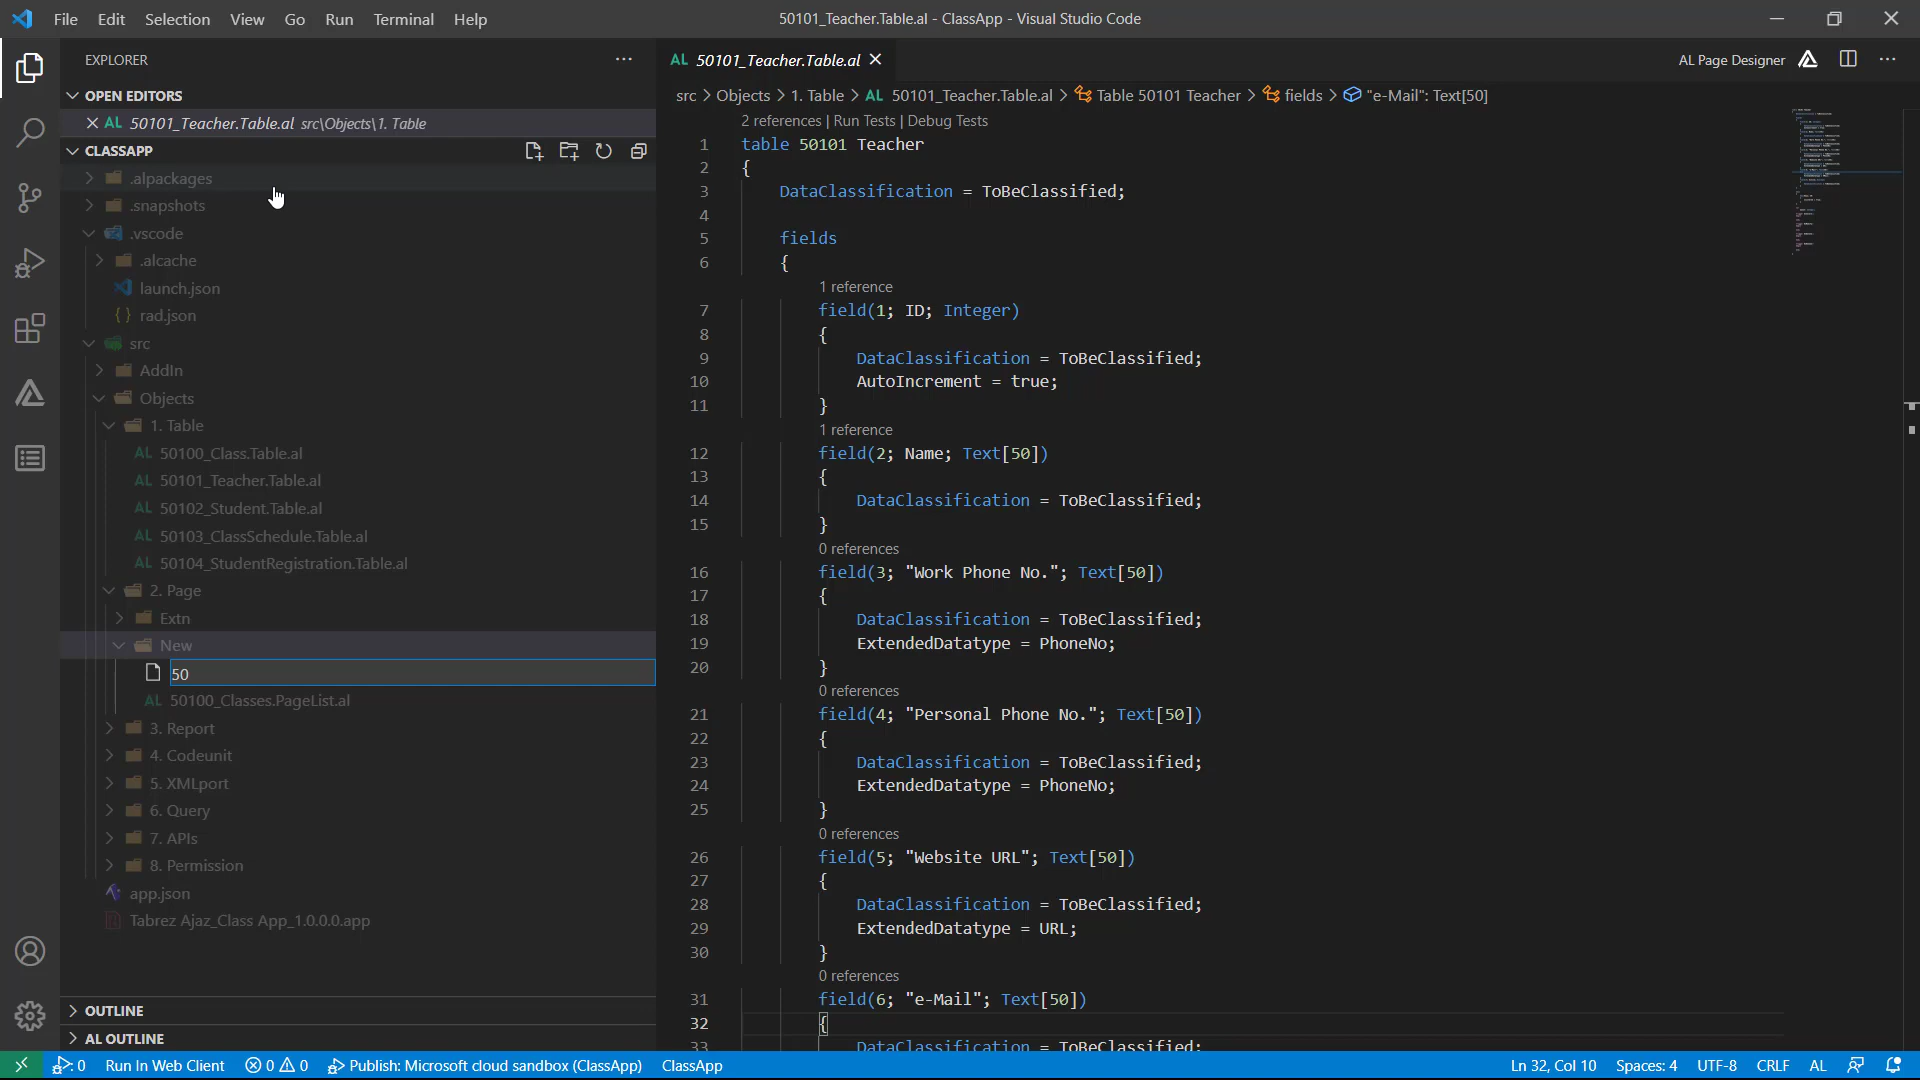 File Edit Selection View Go Run Terminal Help
50101_Teacher.Table.al - ClassApp - Visual Studio Code
EXPLORER
OPEN EDITORS
AL 50101_Teacher.Table.al src\Objects\1. Table
CLASSAPP
.alpackages
.snapshots
.vscode
.alcache
launch.json
{ } rad.json
src
AddIn
Objects
1. Table
AL 50100_Class.Table.al
AL 50101_Teacher.Table.al
AL 50102_Student.Table.al
AL 50103_ClassSchedule.Table.al
AL 50104_StudentRegistration.Table.al
2. Page
Extn
New
50
AL 50100_Classes.PageList.al
3. Report
4. Codeunit
5. XMLport
6. Query
7. APIs
8. Permission
app.json
Tabrez Ajaz_Class App_1.0.0.0.app
OUTLINE
AL OUTLINE
AL 50101_Teacher.Table.al
AL Page Designer
src > Objects > 1. Table > AL 50101_Teacher.Table.al > Table 50101 Teacher > fields > "e-Mail": Text[50]
2 references | Run Tests | Debug Tests
1 table 50101 Teacher
2 {
3 DataClassification = ToBeClassified;
4
5 fields
6 {
1 reference
7 field(1; ID; Integer)
8 {
9 DataClassification = ToBeClassified;
10 AutoIncrement = true;
11 }
1 reference
12 field(2; Name; Text[50])
13 {
14 DataClassification = ToBeClassified;
15 }
0 references
16 field(3; "Work Phone No."; Text[50])
17 {
18 DataClassification = ToBeClassified;
19 ExtendedDatatype = PhoneNo;
20 }
0 references
21 field(4; "Personal Phone No."; Text[50])
22 {
23 DataClassification = ToBeClassified;
24 ExtendedDatatype = PhoneNo;
25 }
0 references
26 field(5; "Website URL"; Text[50])
27 {
28 DataClassification = ToBeClassified;
29 ExtendedDatatype = URL;
30 }
0 references
31 field(6; "e-Mail"; Text[50])
32 {
33 DataClassification = ToBeClassified;
0 Run In Web Client 0 0 Publish: Microsoft cloud sandbox (ClassApp) ClassApp
Ln 32, Col 10 Spaces: 4 UTF-8 CRLF AL